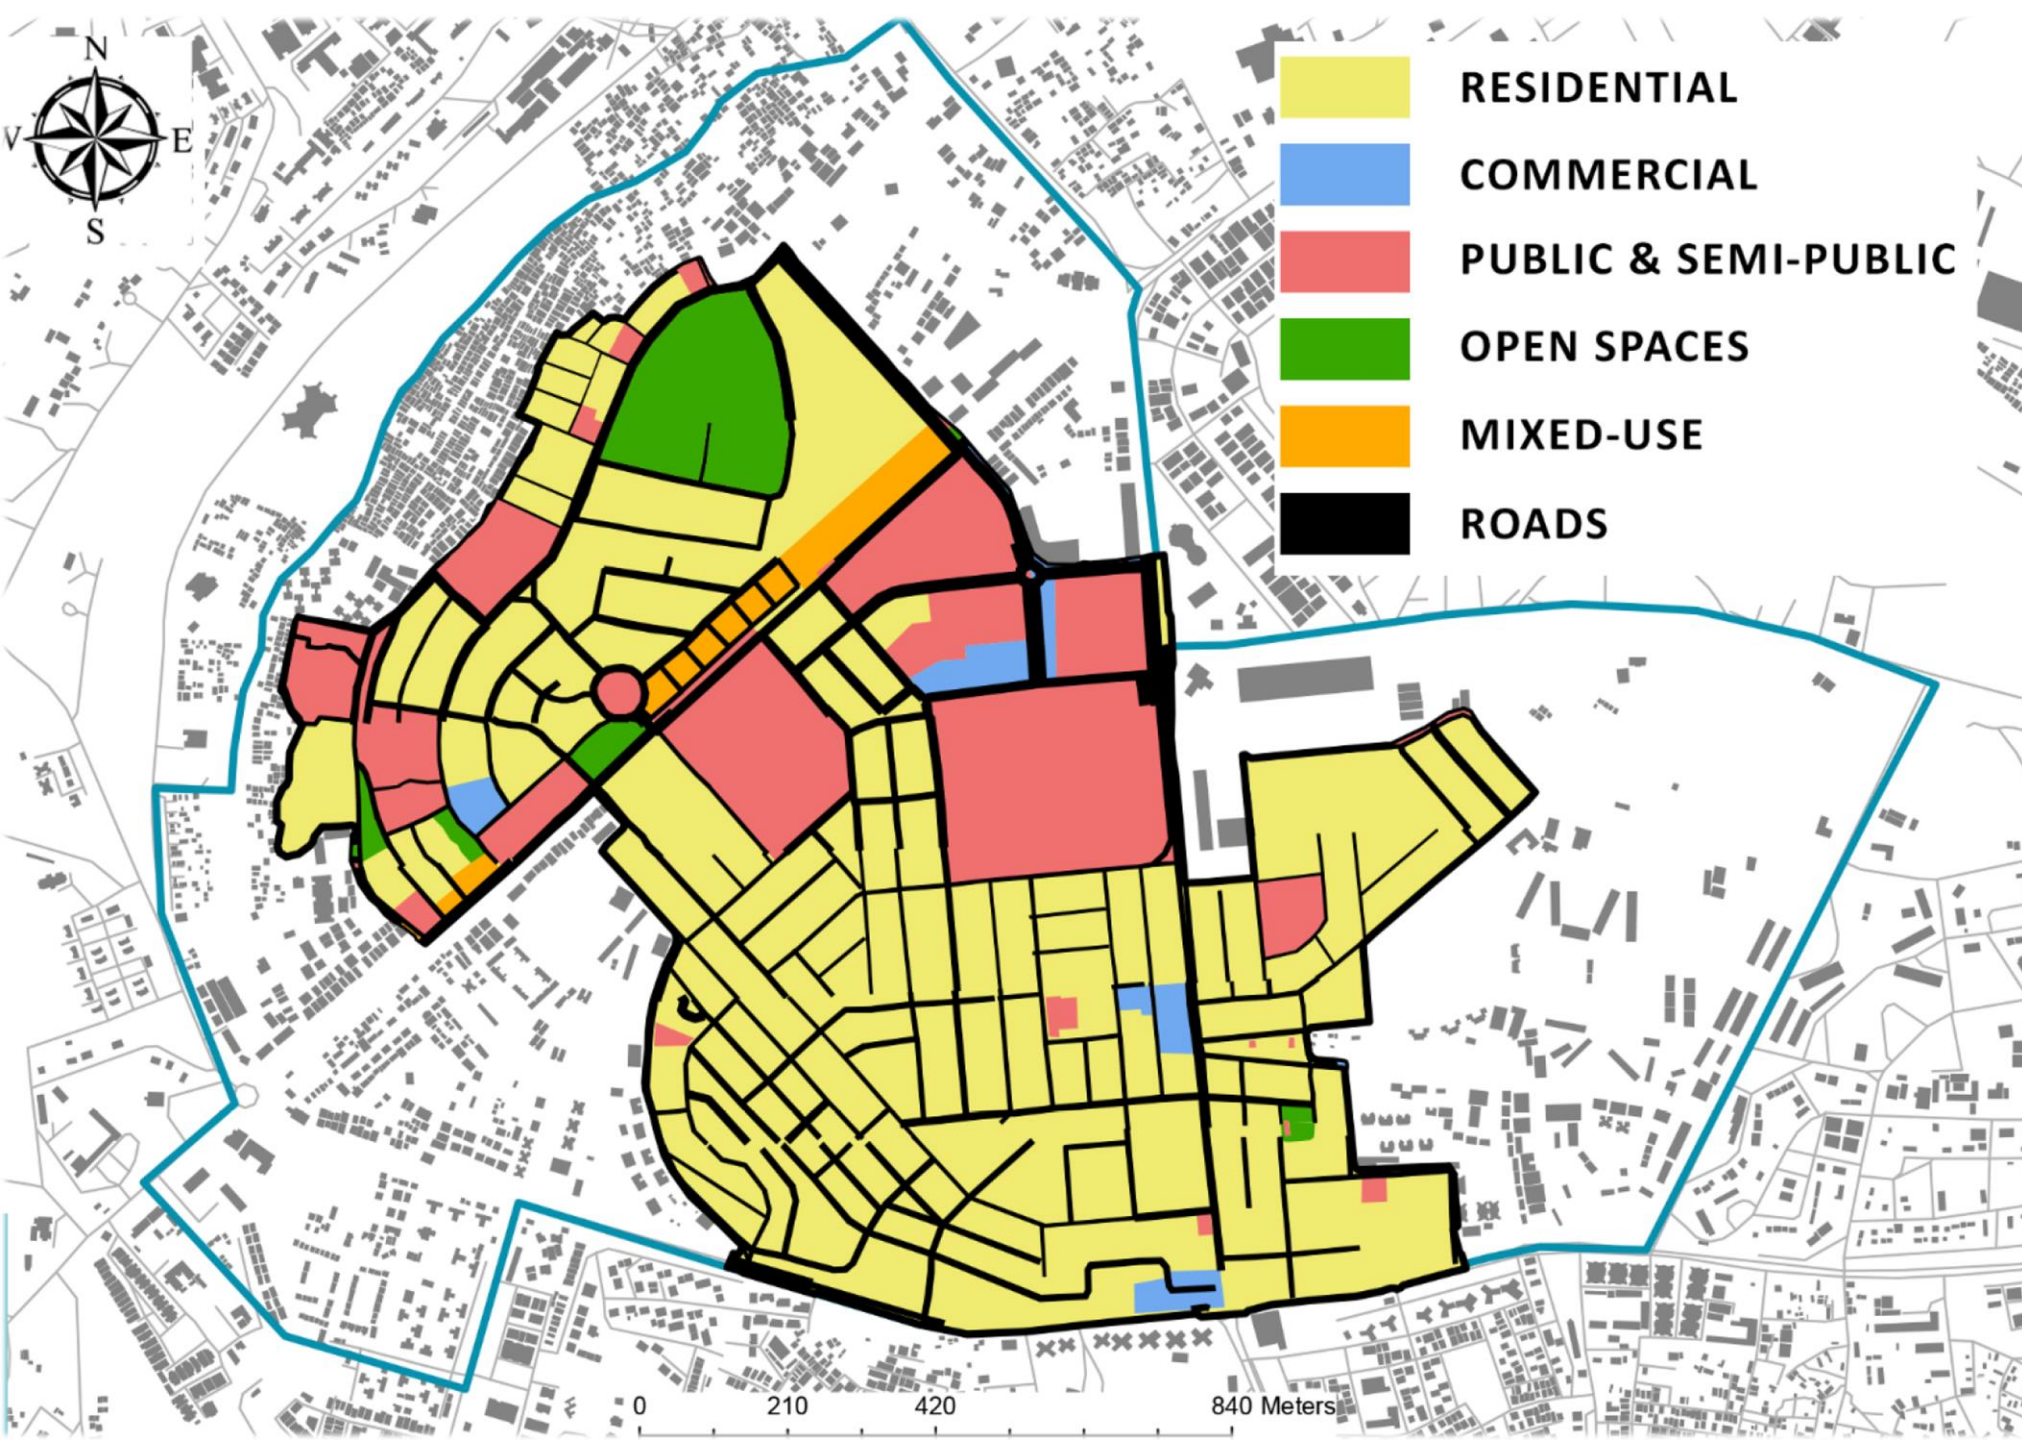 N
E
S
RESIDENTIAL
COMMERCIAL
PUBLIC & SEMI-PUBLIC
OPEN SPACES
MIXED-USE
ROADS
0 210 420 840 Meters